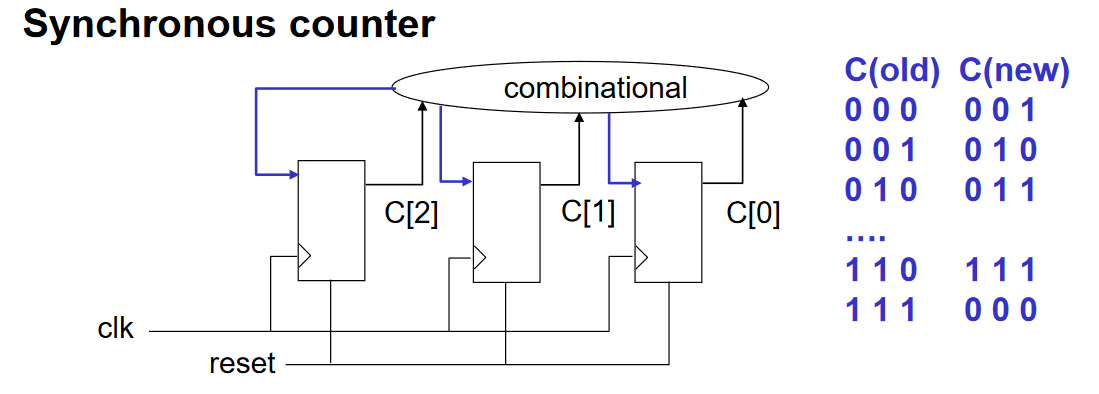 Synchronous counter
combinational
C[2]
C[1]
C[0]
clk
reset
C(old) C(new)
0 0 0 0 0 1
0 0 1 0 1 0
0 1 0 0 1 1
....
1 1 0 1 1 1
1 1 1 0 0 0